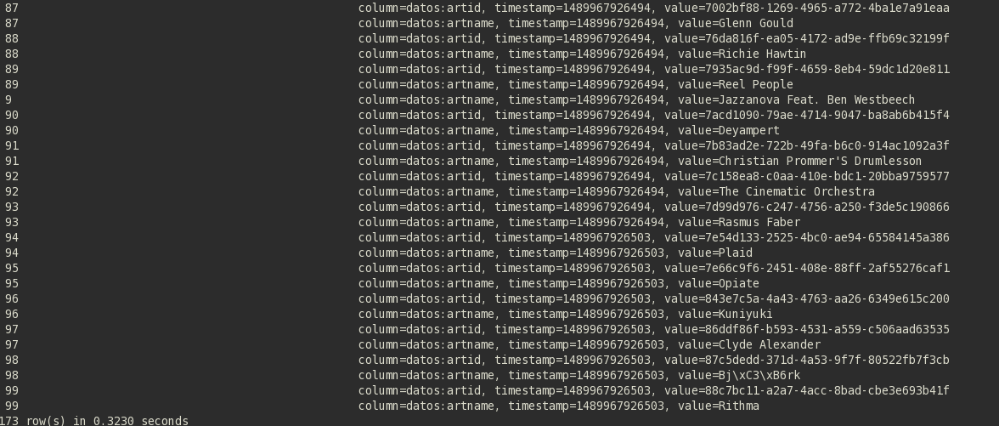 87 column=datos:artid, timestamp=1489967926494, value=7002bf88-1269-4965-a772-4ba1e7a91eaa
87 column=datos:artname, timestamp=1489967926494, value=Glenn Gould
88 column=datos:artid, timestamp=1489967926494, value=76da816f-ea05-4172-ad9e-ffb69c32199f
88 column=datos:artname, timestamp=1489967926494, value=Richie Hawtin
89 column=datos:artid, timestamp=1489967926494, value=7935ac9d-f99f-4659-8eb4-59dc1d20e811
89 column=datos:artname, timestamp=1489967926494, value=Reel People
9 column=datos:artname, timestamp=1489967926494, value=Jazzanova Feat. Ben Westbeech
90 column=datos:artid, timestamp=1489967926494, value=7acd1090-79ae-4714-9047-ba8ab6b415f4
90 column=datos:artname, timestamp=1489967926494, value=Deyampert
91 column=datos:artid, timestamp=1489967926494, value=7b83ad2e-722b-49fa-b6c0-914ac1092a3f
91 column=datos:artname, timestamp=1489967926494, value=Christian Prommer'S Drumlesson
92 column=datos:artid, timestamp=1489967926494, value=7c158ea8-c0aa-410e-bdc1-20bba9759577
92 column=datos:artname, timestamp=1489967926494, value=The Cinematic Orchestra
93 column=datos:artid, timestamp=1489967926494, value=7d99d976-c247-4756-a250-f3de5c190866
93 column=datos:artname, timestamp=1489967926494, value=Rasmus Faber
94 column=datos:artid, timestamp=1489967926503, value=7e54d133-2525-4bc0-ae94-65584145a386
94 column=datos:artname, timestamp=1489967926503, value=Plaid
95 column=datos:artid, timestamp=1489967926503, value=7e66c9f6-2451-408e-88ff-2af55276caf1
95 column=datos:artname, timestamp=1489967926503, value=Opiate
96 column=datos:artid, timestamp=1489967926503, value=843e7c5a-4a43-4763-aa26-6349e615c200
96 column=datos:artname, timestamp=1489967926503, value=Kuniyuki
97 column=datos:artid, timestamp=1489967926503, value=86ddf86f-b593-4531-a559-c506aad63535
97 column=datos:artname, timestamp=1489967926503, value=Clyde Alexander
98 column=datos:artid, timestamp=1489967926503, value=87c5dedd-371d-4a53-9f7f-80522fb7f3cb
98 column=datos:artname, timestamp=1489967926503, value=Bj\xC3\xB6rk
99 column=datos:artid, timestamp=1489967926503, value=88c7bc11-a2a7-4acc-8bad-cbe3e693b41f
99 column=datos:artname, timestamp=1489967926503, value=Rithma
173 row(s) in 0.3230 seconds